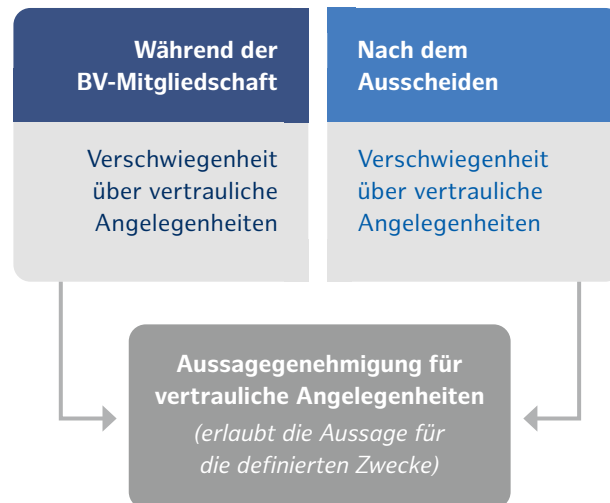 Während der
BV-Mitgliedschaft
Verschwiegenheit
über vertrauliche
Angelegenheiten
Nach dem
Ausscheiden
Verschwiegenheit
über vertrauliche
Angelegenheiten
Aussagegenehmigung für
vertrauliche Angelegenheiten
(erlaubt die Aussage für
die definierten Zwecke)